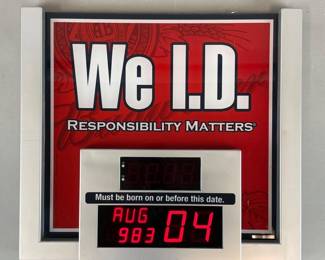 We I.D.
RESPONSIBILITY MATTERS®
Must be born on or before this date.
AUG 04
983